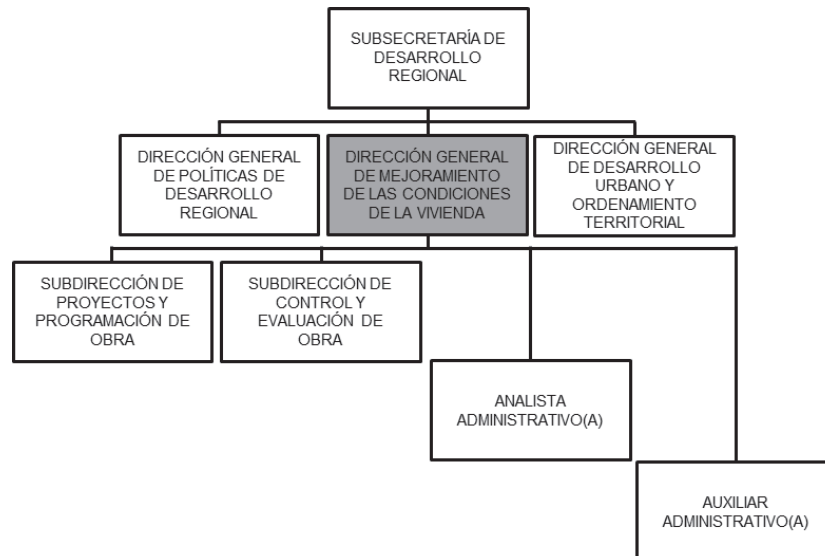 SUBSECRETARÍA DE
DESARROLLO
REGIONAL
DIRECCIÓN GENERAL
DE POLÍTICAS DE
DESARROLLO
REGIONAL
DIRECCIÓN GENERAL
DE MEJORAMIENTO
DE LAS CONDICIONES
DE LA VIVIENDA
DIRECCIÓN GENERAL
DE DESARROLLO
URBANO Y
ORDENAMIENTO
TERRITORIAL
SUBDIRECCIÓN DE
PROYECTOS Y
PROGRAMACIÓN DE
OBRA
SUBDIRECCIÓN DE
CONTROL Y
EVALUACIÓN DE
OBRA
ANALISTA
ADMINISTRATIVO(A)
AUXILIAR
ADMINISTRATIVO(A)